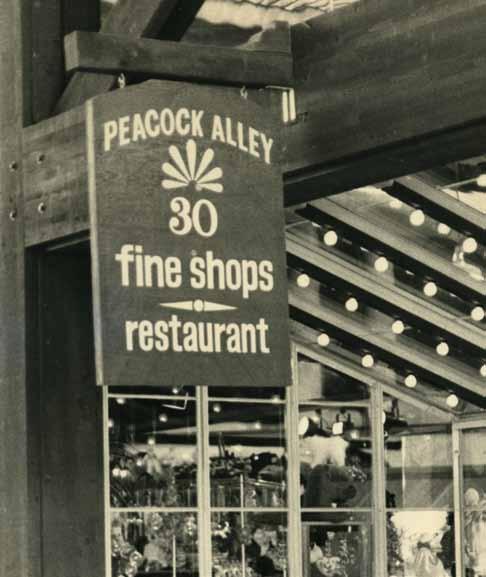 PEACOCK ALLEY
30
fine shops
restaurant